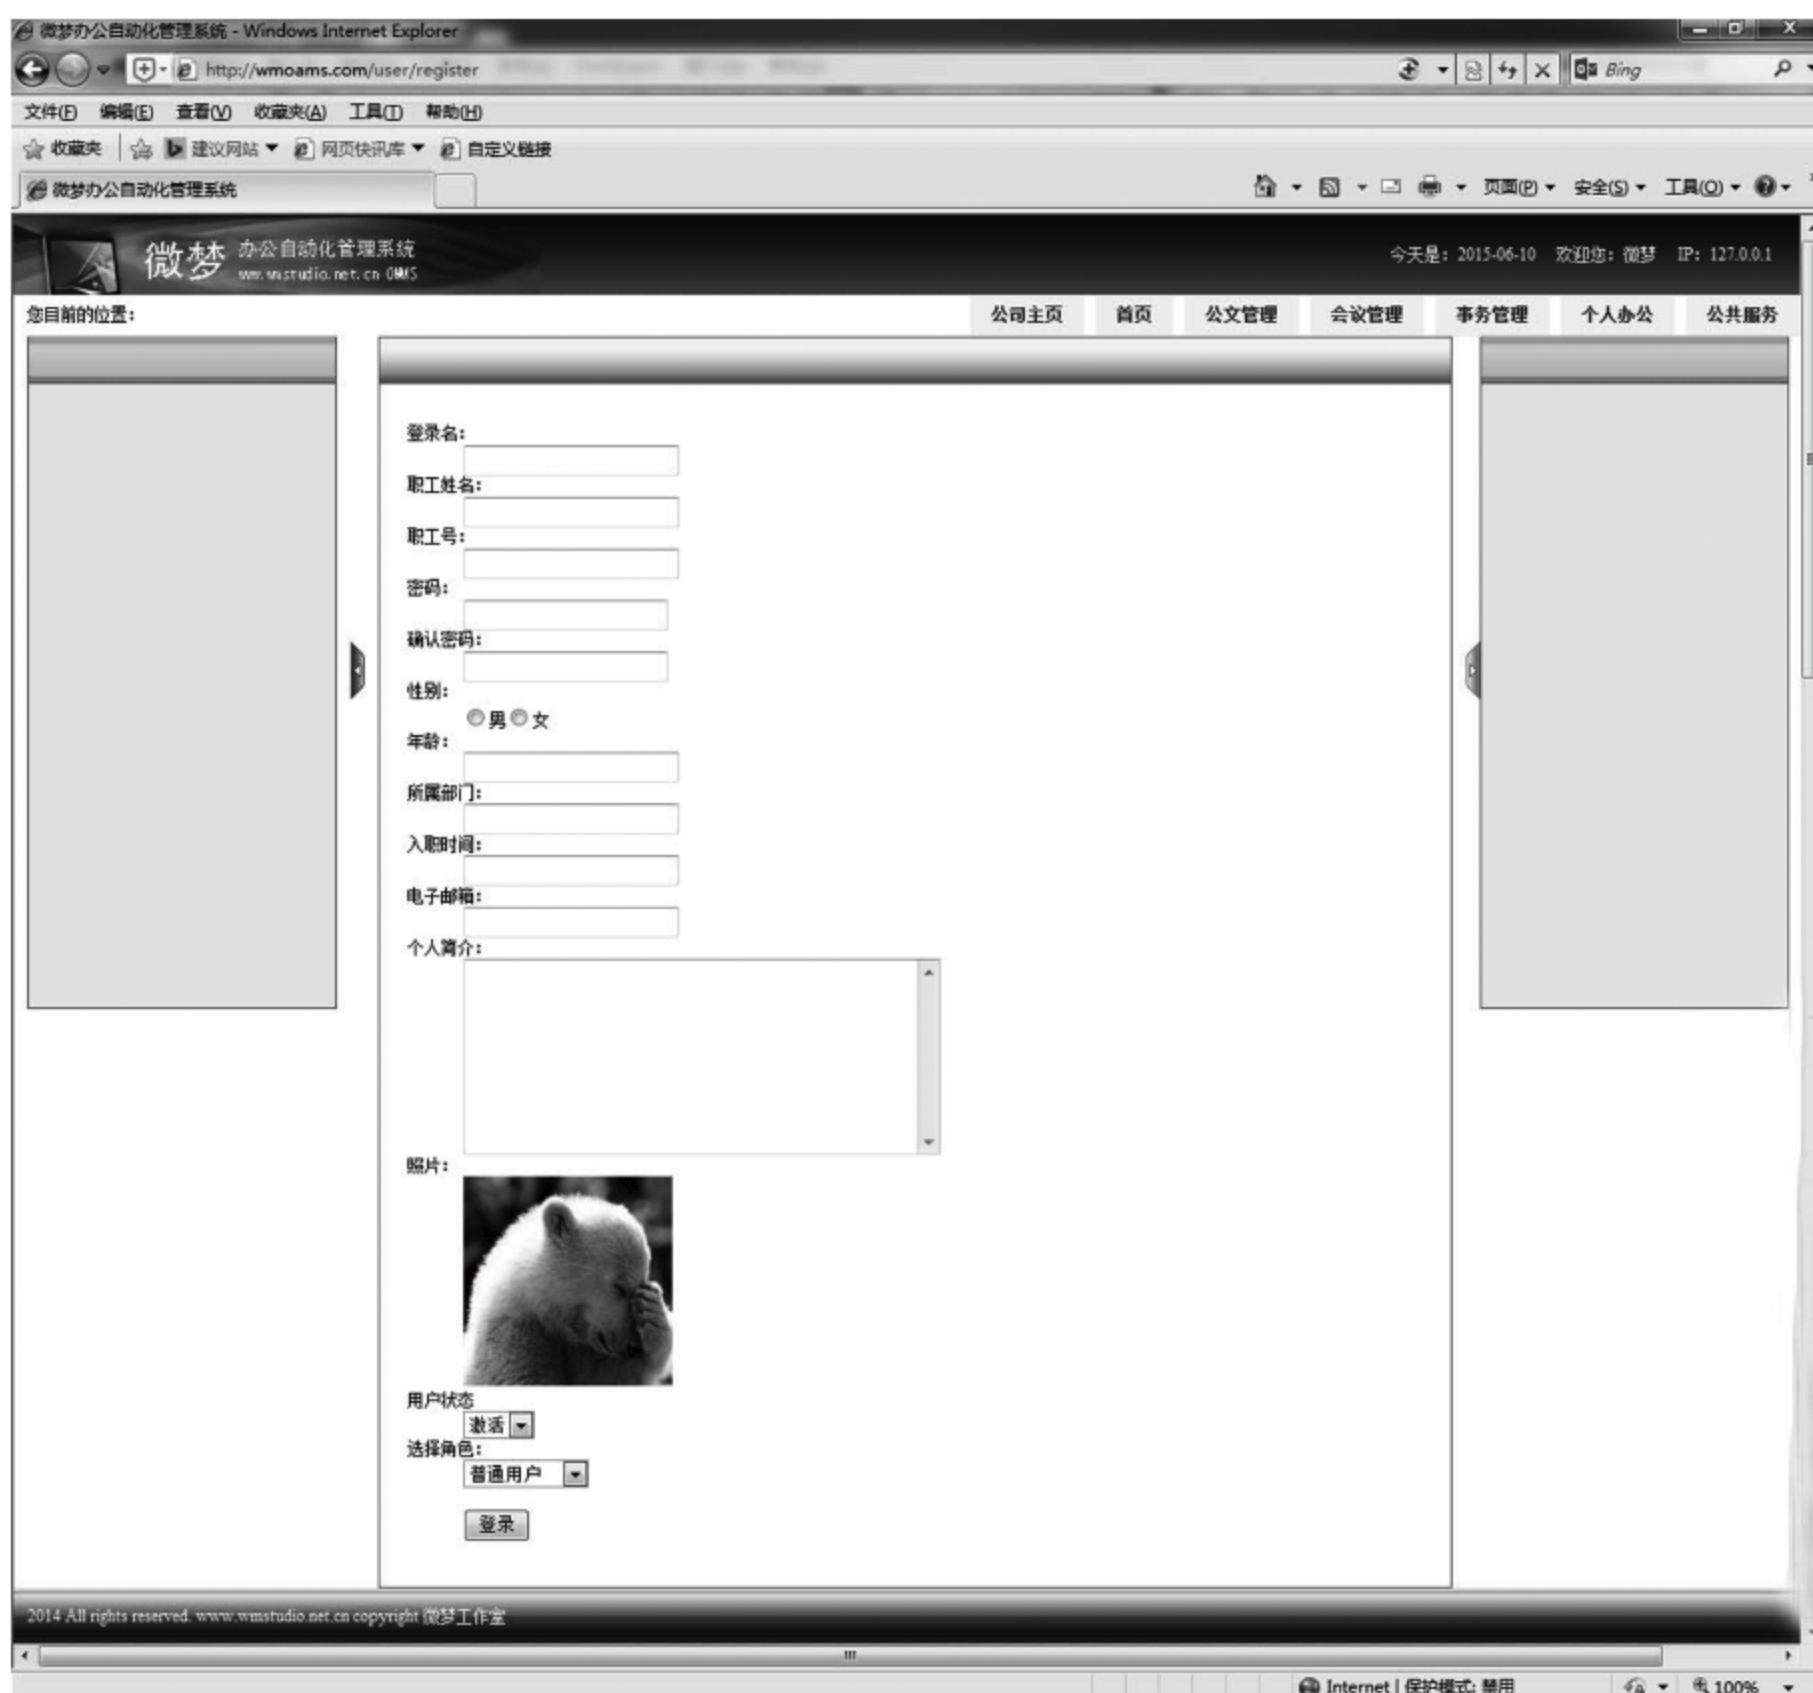 微梦办公自动化管理系统 - Windows Internet Explorer
http://wmoams.com/user/register
Bing
文件(F) 编辑(E) 查看(V) 收藏夹(A) 工具(T) 帮助(H)
收藏夹 建议网站 网页快讯库 自定义链接
微梦办公自动化管理系统
页面(P) 安全(S) 工具(O)
微梦 办公自动化管理系统
www.wmstudio.net.cn OMMS
今天是：2015-06-10 欢迎您：微梦 IP：127.0.0.1
您目前的位置：
公司主页 首页 公文管理 会议管理 事务管理 个人办公 公共服务
登录名：
职工姓名：
职工号：
密码：
确认密码：
性别：
男 女
年龄：
所属部门：
入职时间：
电子邮箱：
个人简介：
照片：
用户状态
激活
选择角色：
普通用户
登录
2014 All rights reserved. www.wmstudio.net.cn copyright 微梦工作室
Internet | 保护模式: 禁用
100%